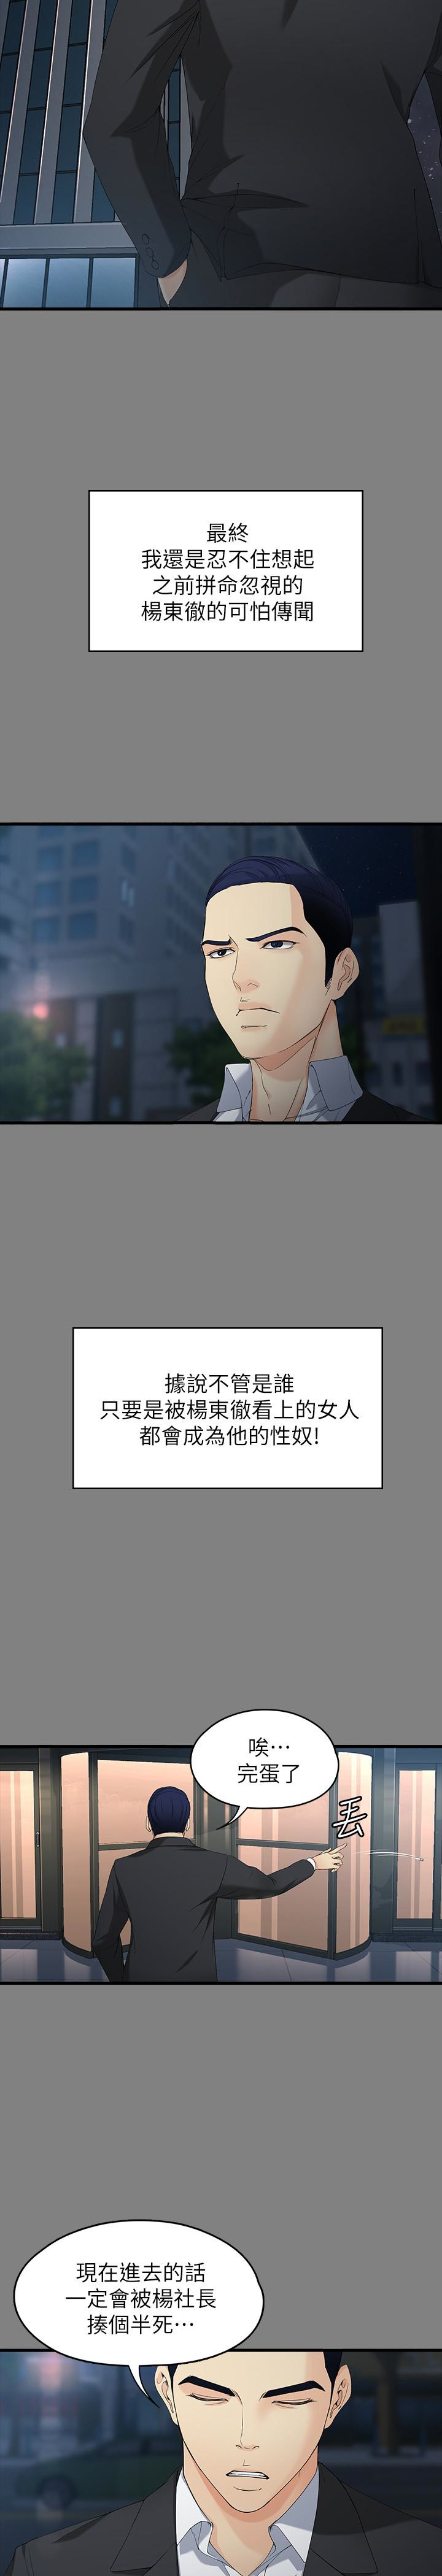 最終
我還是忍不住想起
之前拼命忽視的
楊東徹的可怕傳聞
據說不管是誰
只要是被楊東徹看上的女人
都會成為他的性奴!
唉…
完蛋了
丟
現在進去的話
一定會被楊社長
揍個半死…